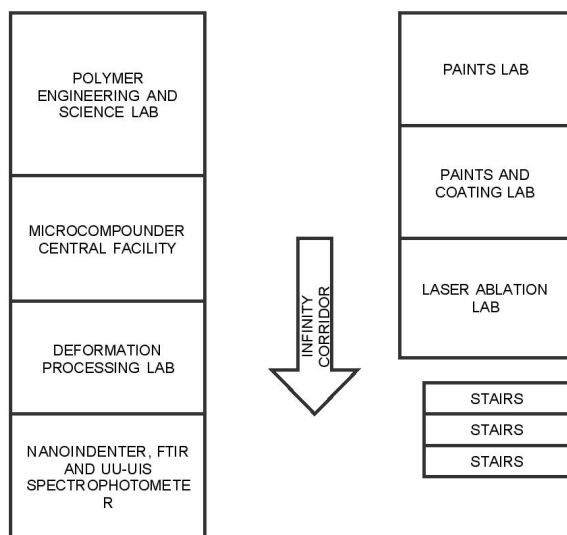 POLYMER
ENGINEERING AND
SCIENCE LAB
MICROCOMPOUNDER
CENTRAL FACILITY
DEFORMATION
PROCESSING LAB
NANOINDENTER, FTIR
AND UU-UIS
SPECTROPHOTOMETE
R
INFINITY
CORRIDOR
PAINTS LAB
PAINTS AND
COATING LAB
LASER ABLATION
LAB
STAIRS
STAIRS
STAIRS